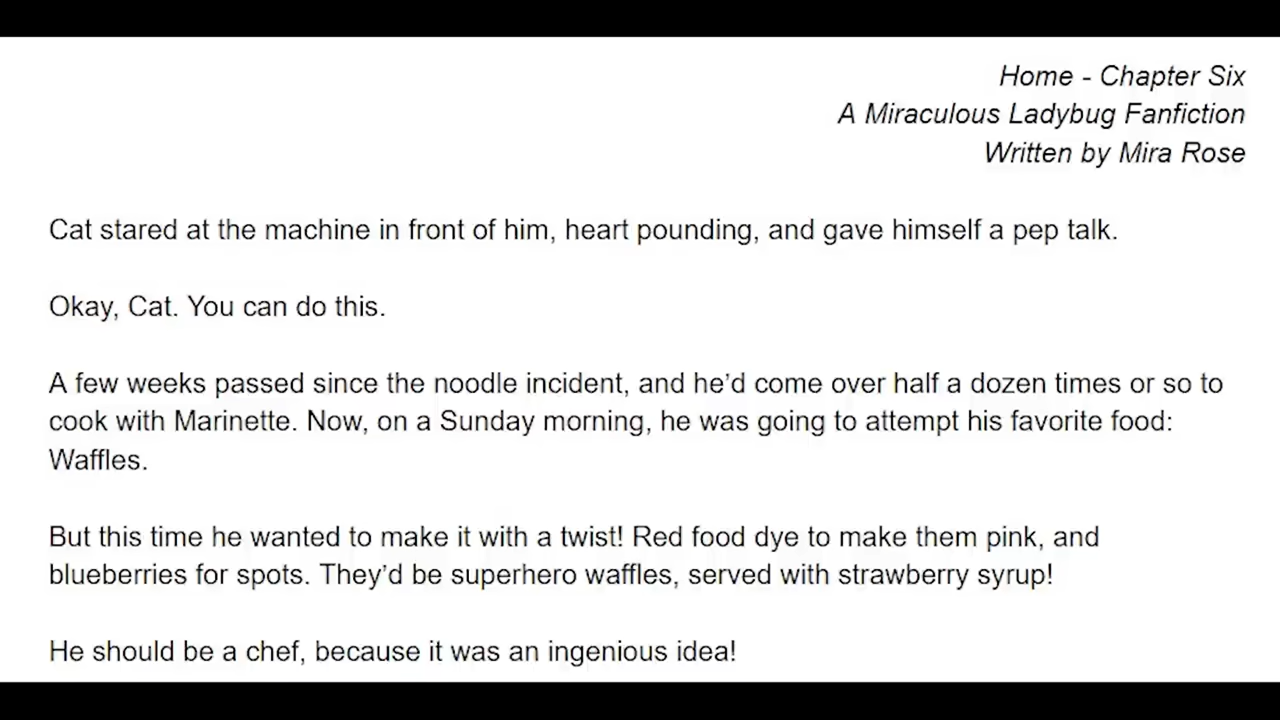 Home - Chapter Six
A Miraculous Ladybug Fanfiction
Written by Mira Rose
Cat stared at the machine in front of him, heart pounding, and gave himself a pep talk.
Okay, Cat. You can do this.
A few weeks passed since the noodle incident, and he’d come over half a dozen times or so to
cook with Marinette. Now, on a Sunday morning, he was going to attempt his favorite food:
Waffles.
But this time he wanted to make it with a twist! Red food dye to make them pink, and
blueberries for spots. They’d be superhero waffles, served with strawberry syrup!
He should be a chef, because it was an ingenious idea!